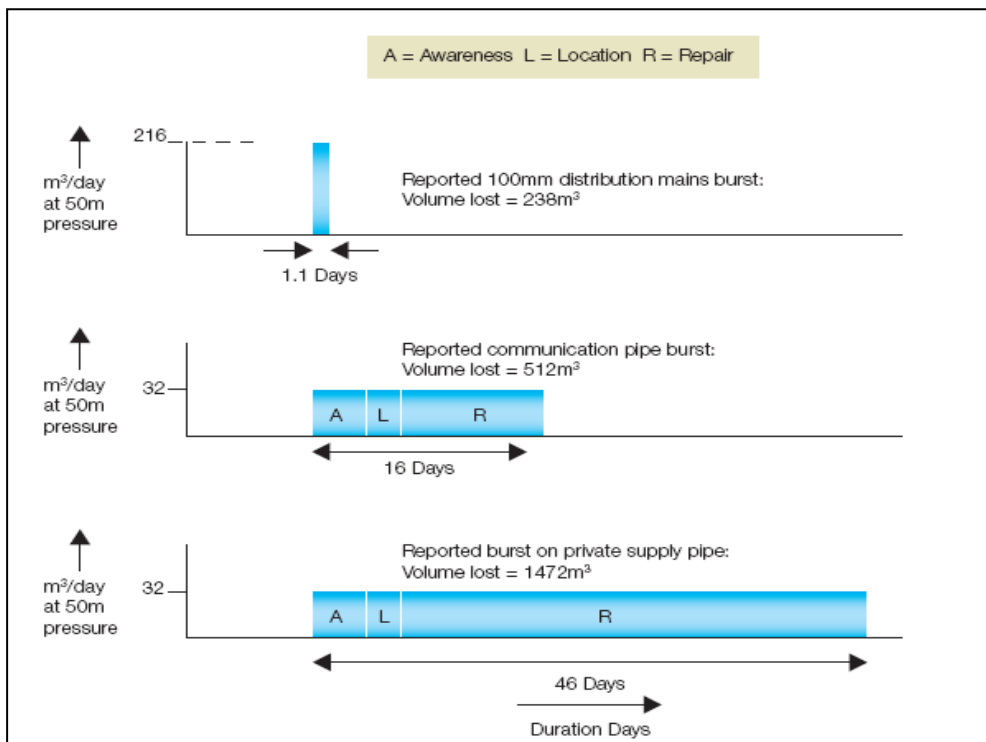 A = Awareness L = Location R = Repair
216
m³/day
at 50m
pressure
Reported 100mm distribution mains burst:
Volume lost = 238m³
1.1 Days
Reported communication pipe burst:
Volume lost = 512m³
m³/day
at 50m
pressure
32
A L R
16 Days
Reported burst on private supply pipe:
Volume lost = 1472m³
m³/day
at 50m
pressure
32
A L R
46 Days
Duration Days